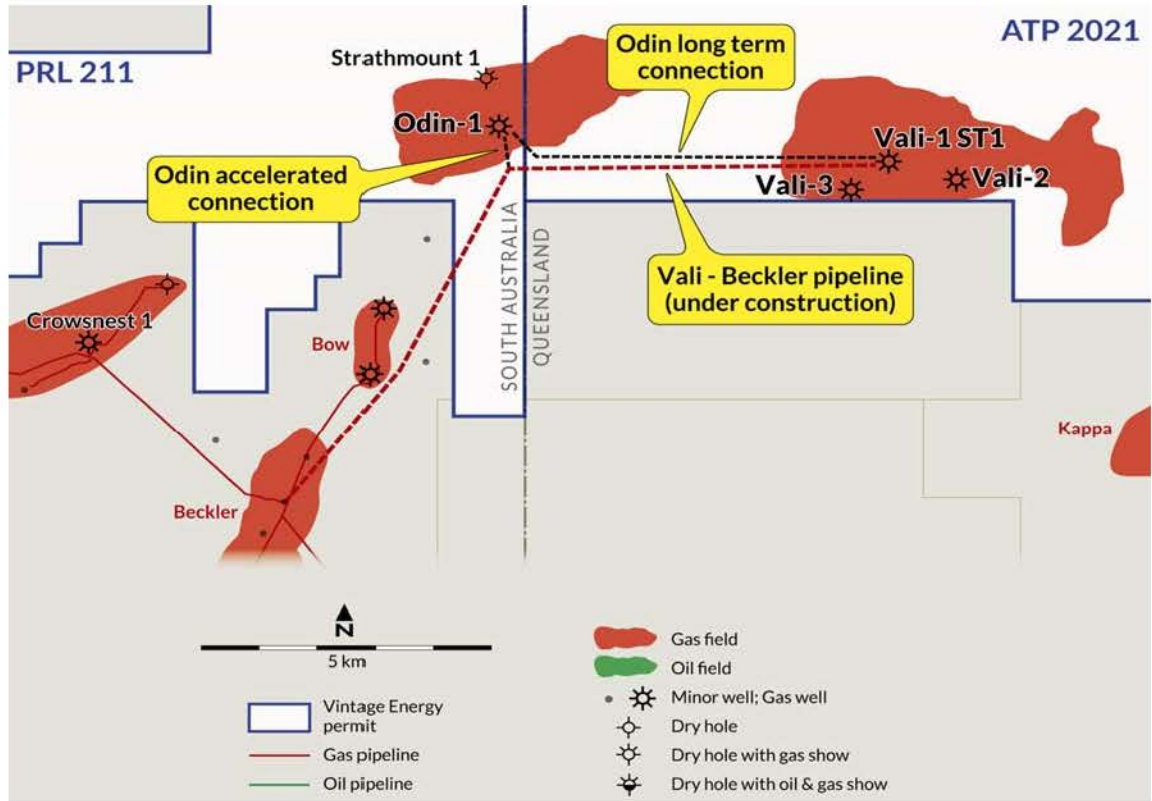 PRL 211
Strathmount 1
Odin long term
connection
ATP 2021
Odin-1
Vali-1 ST1
Vali-3
Vali-2
Odin accelerated
connection
SOUTH AUSTRALIA
QUEENSLAND
Vali - Beckler pipeline
(under construction)
Crowsnest 1
Bow
Beckler
Kappa
N
5 km
Vintage Energy
permit
Gas pipeline
Oil pipeline
Gas field
Oil field
Minor well; Gas well
Dry hole
Dry hole with gas show
Dry hole with oil & gas show